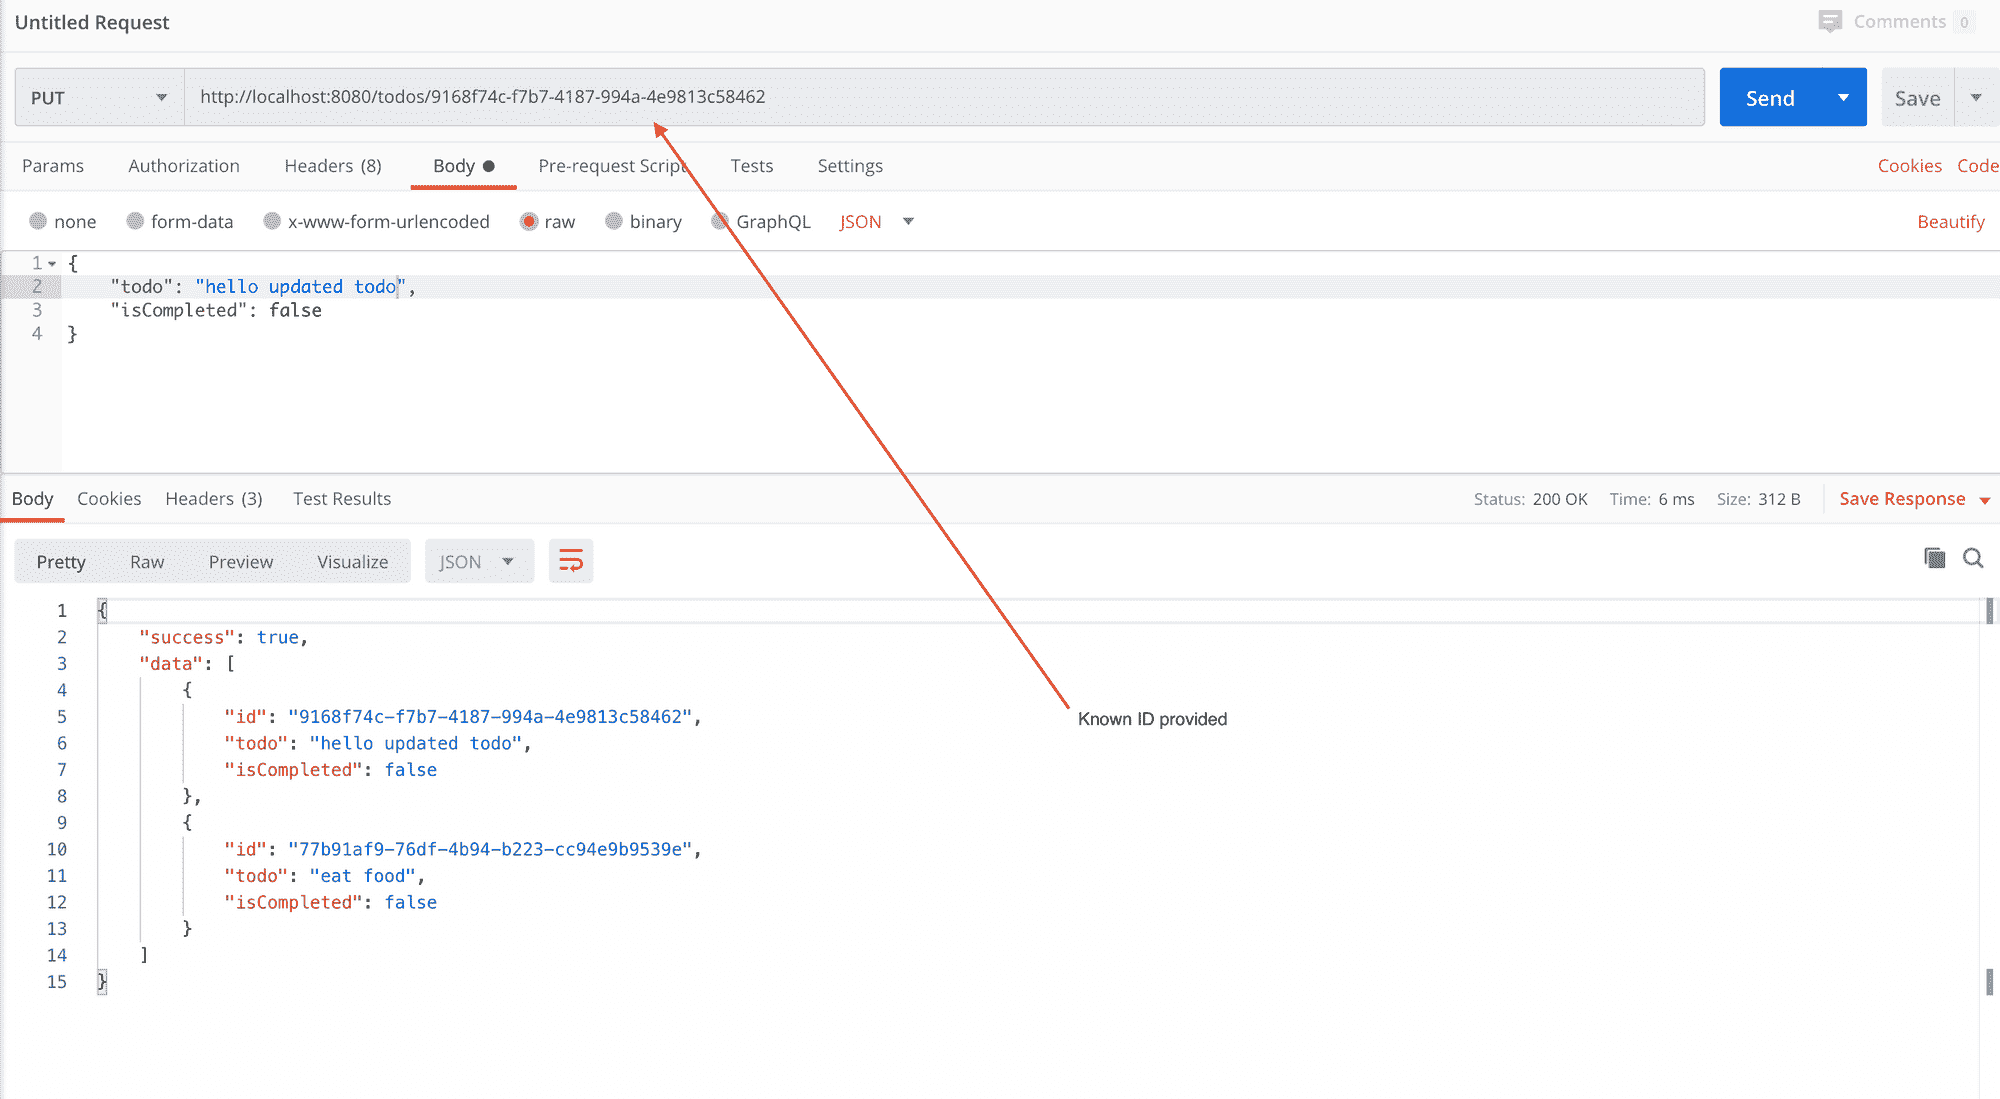 Untitled Request
Comments 0
PUT http://localhost:8080/todos/9168f74c-f7b7-4187-994a-4e9813c58462 Send Save
Params Authorization Headers (8) Body Pre-request Script Tests Settings Cookies Code
none form-data x-www-form-urlencoded raw binary GraphQL JSON Beautify
1 {
2 "todo": "hello updated todo",
3 "isCompleted": false
4 }
Body Cookies Headers (3) Test Results Status: 200 OK Time: 6 ms Size: 312 B Save Response
Pretty Raw Preview Visualize JSON
1 {
2 "success": true,
3 "data": [
4 {
5 "id": "9168f74c-f7b7-4187-994a-4e9813c58462",
Known ID provided
6 "todo": "hello updated todo",
7 "isCompleted": false
8 },
9 {
10 "id": "77b91af9-76df-4b94-b223-cc94e9b9539e",
11 "todo": "eat food",
12 "isCompleted": false
13 }
14 ]
15 }